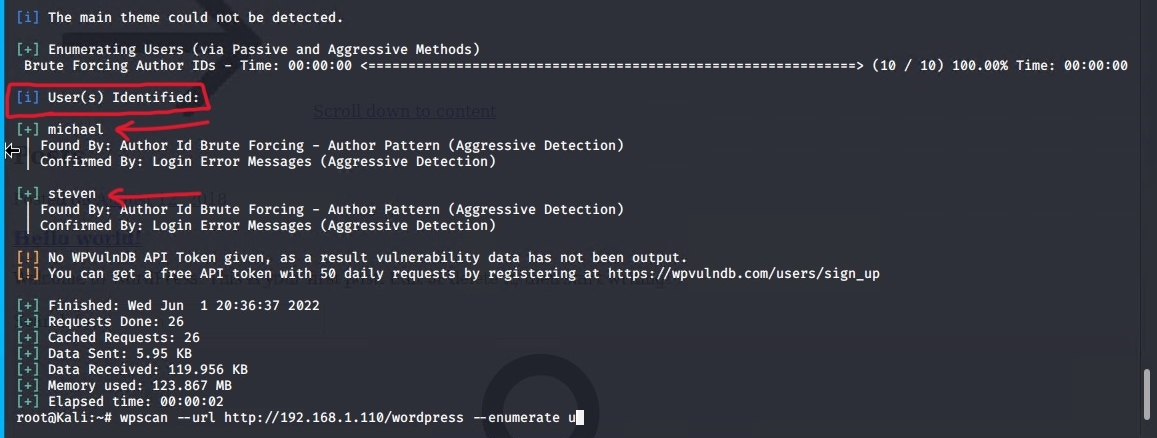 [i] The main theme could not be detected.
[+] Enumerating Users (via Passive and Aggressive Methods)
Brute Forcing Author IDs - Time: 00:00:00 <=============================================================> (10 / 10) 100.00% Time: 00:00:00
[i] User(s) Identified:
Scroll down to content
[+] michael
| Found By: Author Id Brute Forcing - Author Pattern (Aggressive Detection)
| Confirmed By: Login Error Messages (Aggressive Detection)
[+] steven
| Found By: Author Id Brute Forcing - Author Pattern (Aggressive Detection)
| Confirmed By: Login Error Messages (Aggressive Detection)
Hello world!
[!] No WPVulnDB API Token given, as a result vulnerability data has not been output.
[!] You can get a free API token with 50 daily requests by registering at https://wpvulndb.com/users/sign_up
[+] Finished: Wed Jun  1 20:36:37 2022
[+] Requests Done: 26
[+] Cached Requests: 26
[+] Data Sent: 5.95 KB
[+] Data Received: 119.956 KB
[+] Memory used: 123.867 MB
[+] Elapsed time: 00:00:02
root@Kali:~# wpscan --url http://192.168.1.110/wordpress --enumerate u